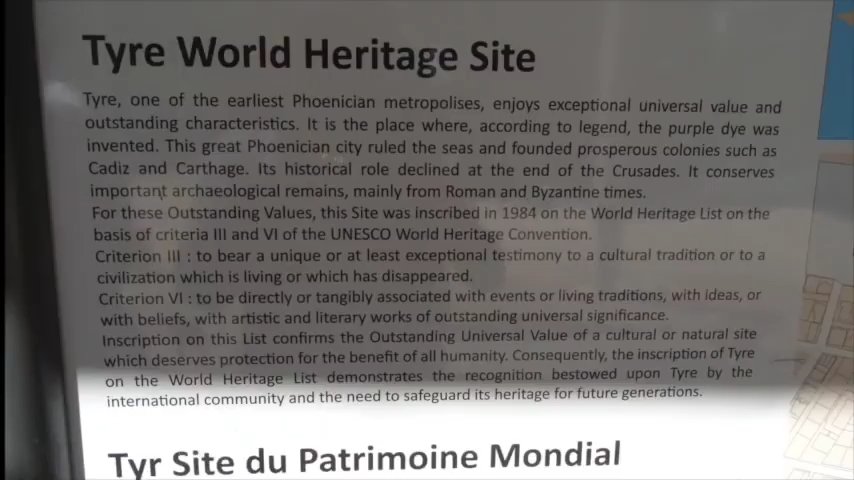 Tyre World Heritage Site
Tyre, one of the earliest Phoenician metropolises, enjoys exceptional universal value and
outstanding characteristics. It is the place where, according to legend, the purple dye was
invented. This great Phoenician city ruled the seas and founded prosperous colonies such as
Cadiz and Carthage. Its historical role declined at the end of the Crusades. It conserves
important archaeological remains, mainly from Roman and Byzantine times.
For these Outstanding Values, this Site was inscribed in 1984 on the World Heritage List on the
basis of criteria III and VI of the UNESCO World Heritage Convention.
Criterion III : to bear a unique or at least exceptional testimony to a cultural tradition or to a
civilization which is living or which has disappeared.
Criterion VI : to be directly or tangibly associated with events or living traditions, with ideas, or
with beliefs, with artistic and literary works of outstanding universal significance.
Inscription on this List confirms the Outstanding Universal Value of a cultural or natural site
which deserves protection for the benefit of all humanity. Consequently, the inscription of Tyre
on the World Heritage List demonstrates the recognition bestowed upon Tyre by the
international community and the need to safeguard its heritage for future generations.
Tyr Site du Patrimoine Mondial